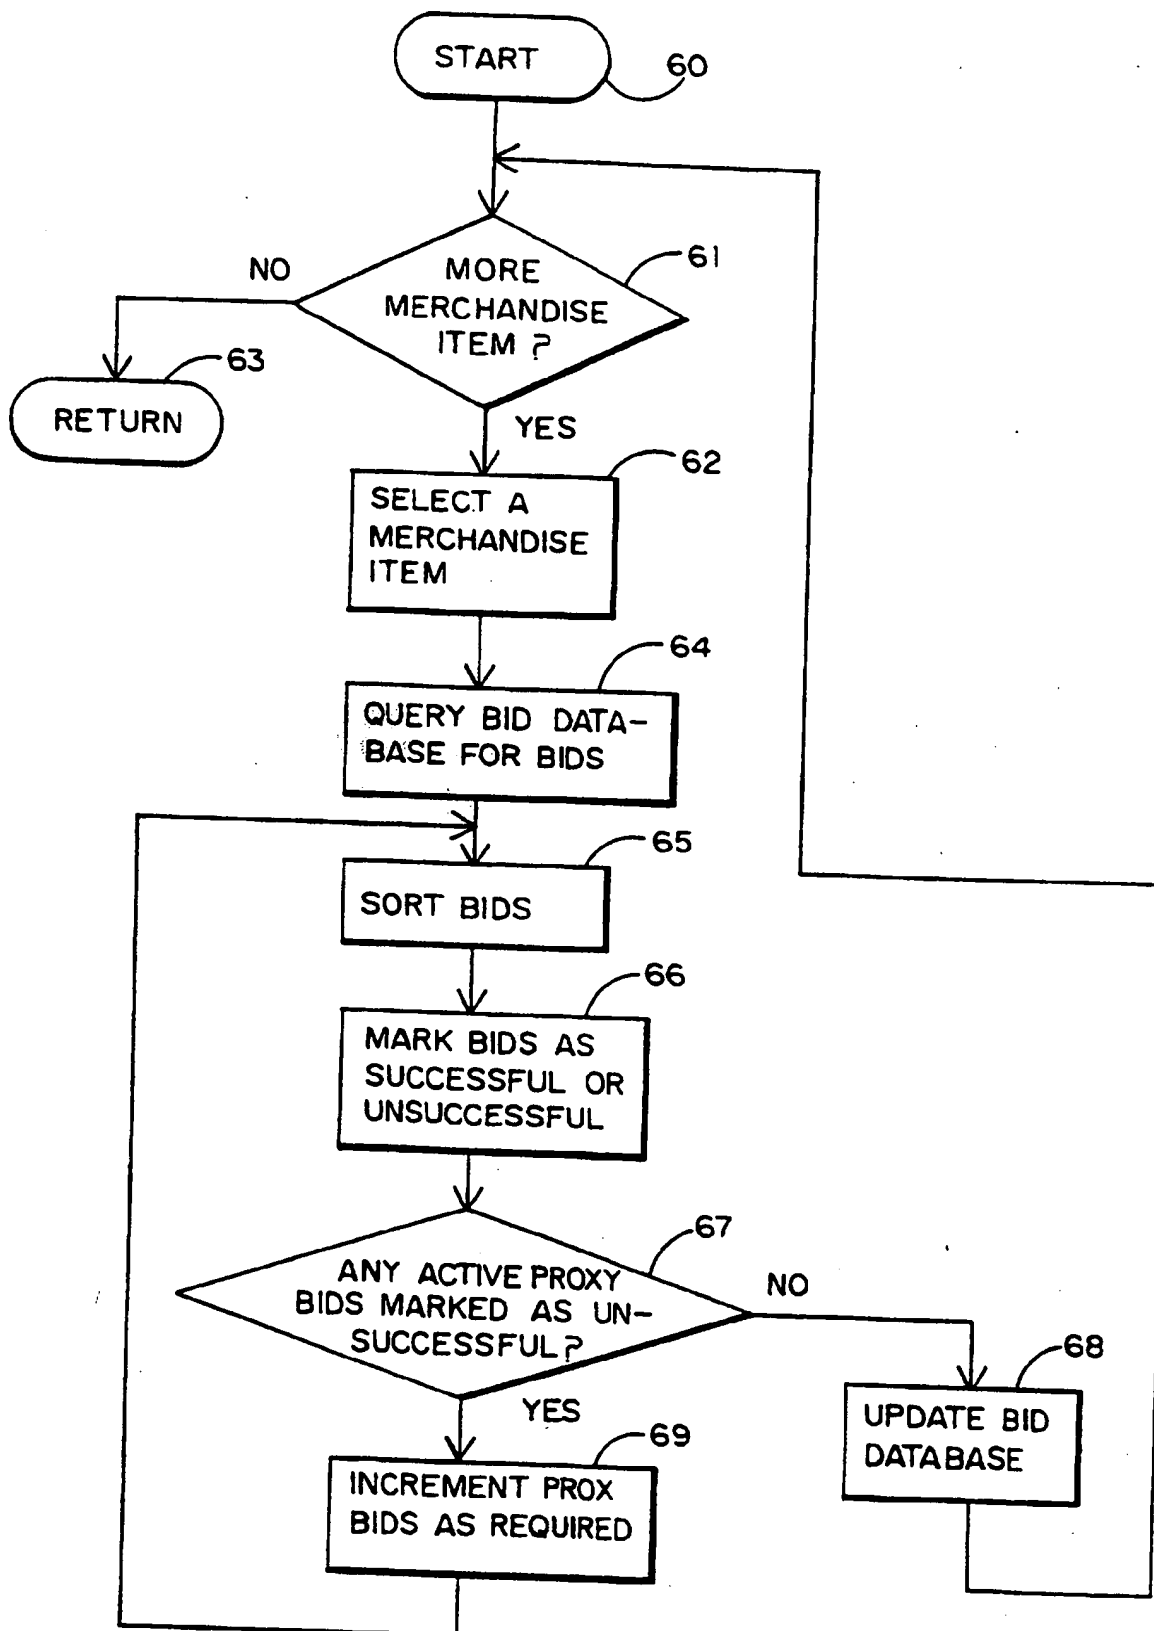 START
60
NO
MORE
MERCHANDISE
ITEM ?
61
63
RETURN
YES
62
SELECT A
MERCHANDISE
ITEM
64
QUERY BID DATA-
BASE FOR BIDS
65
SORT BIDS
66
MARK BIDS AS
SUCCESSFUL OR
UNSUCCESSFUL
67
ANY ACTIVE PROXY
BIDS MARKED AS UN-
SUCCESSFUL?
NO
68
UPDATE BID
DATABASE
YES
69
INCREMENT PROX
BIDS AS REQUIRED